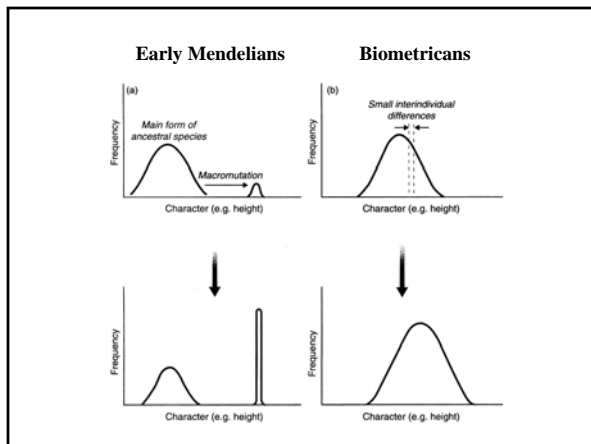 Early Mendelians
Biometricans
(a)
Main form of
ancestral species
Macromutation
Frequency
Character (e.g. height)
(b)
Small interindividual
differences
Frequency
Character (e.g. height)
Frequency
Character (e.g. height)
Frequency
Character (e.g. height)